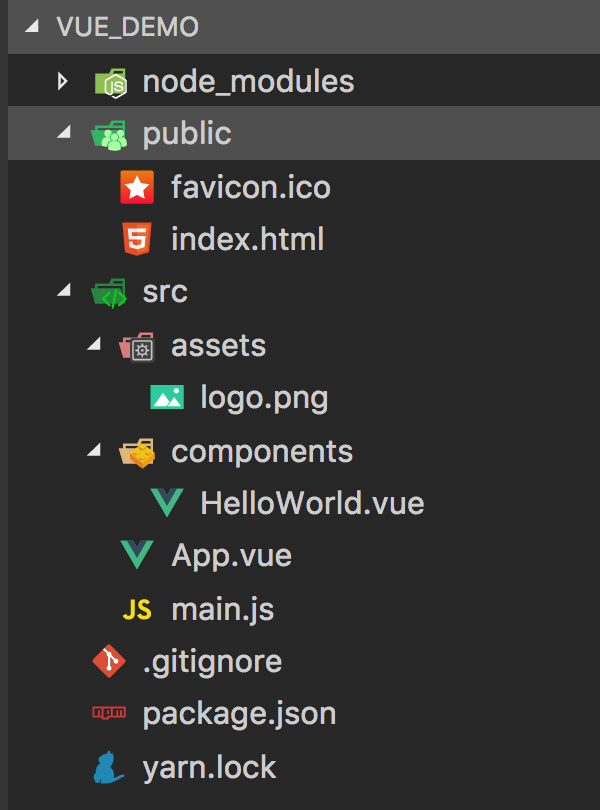 VUE_DEMO
node_modules
public
favicon.ico
index.html
src
assets
logo.png
components
HelloWorld.vue
App.vue
JS main.js
.gitignore
package.json
yarn.lock